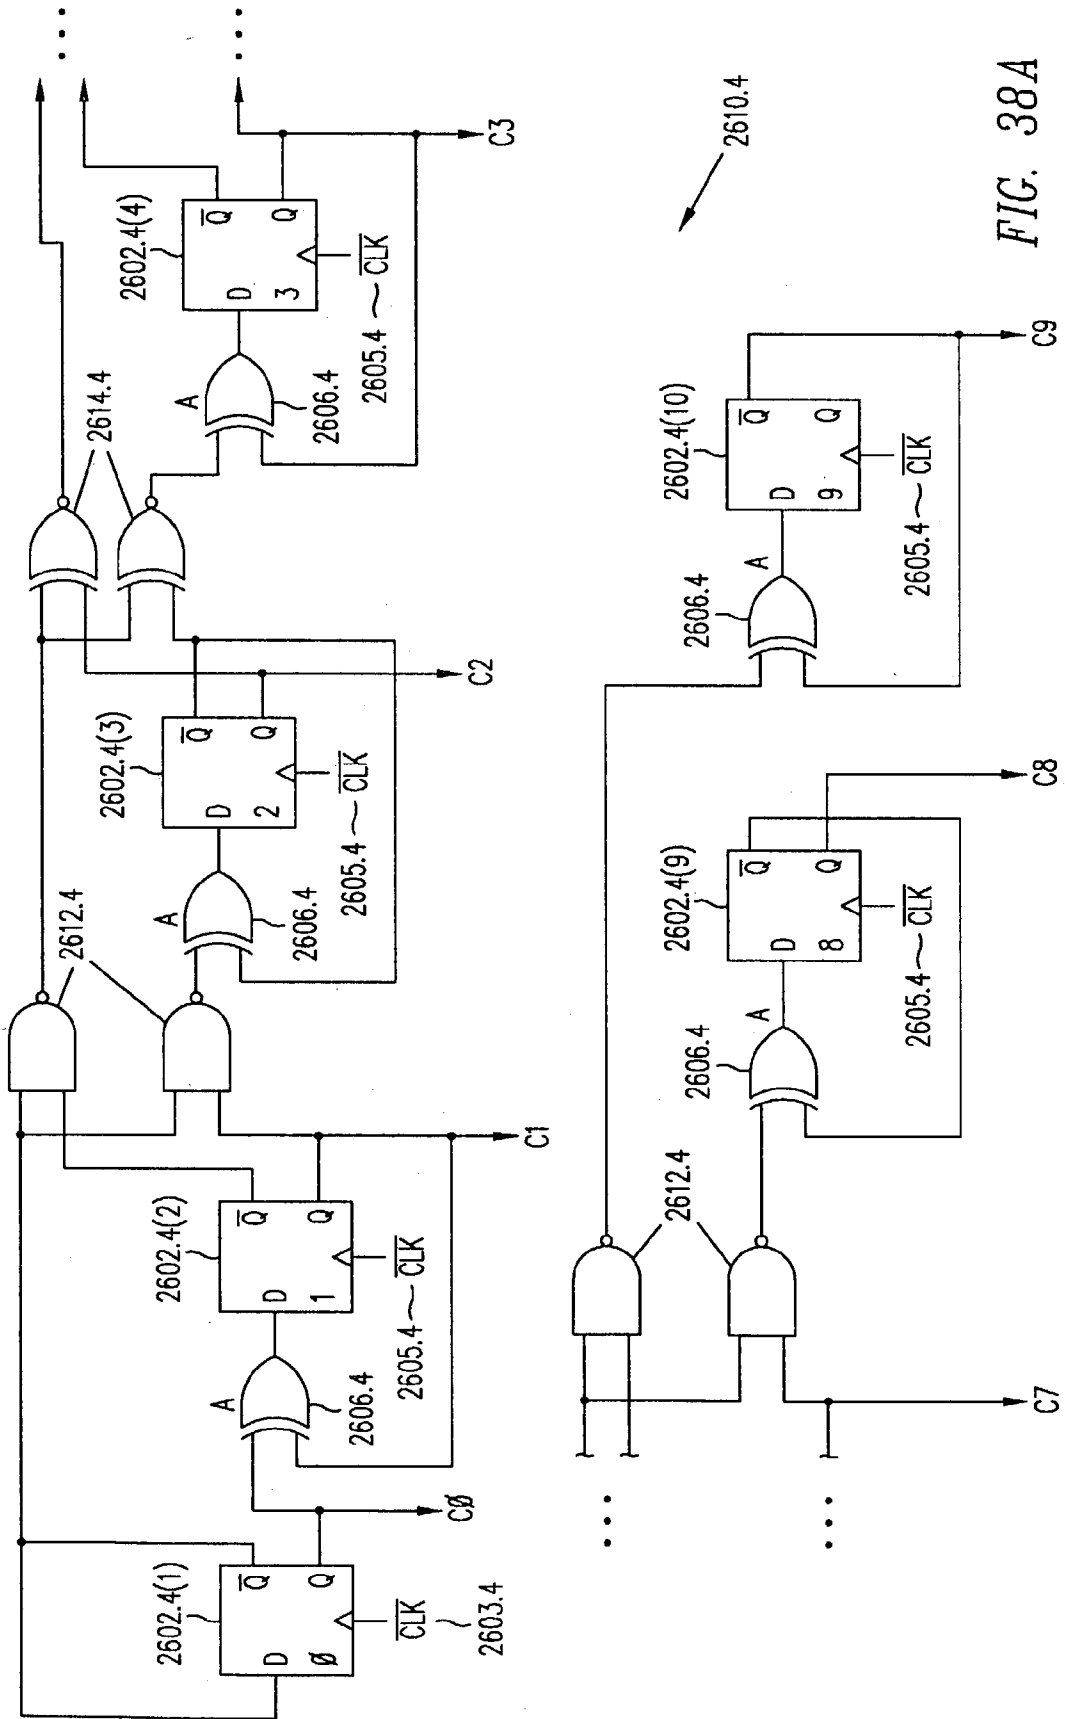 2602.4(1)
D
Q
Ø
Q
CLK
2603.4
CØ
A
2606.4
2602.4(2)
D
Q
1
Q
2605.4
CLK
C1
2612.4
A
2606.4
2602.4(3)
D
Q
2
Q
2605.4
CLK
C2
2614.4
A
2606.4
2602.4(4)
D
Q
3
Q
2605.4
CLK
C3
...
...
...
...
C7
2612.4
A
2606.4
2602.4(9)
D
Q
8
Q
2605.4
CLK
C8
A
2606.4
2602.4(10)
D
Q
9
Q
2605.4
CLK
C9
2610.4
FIG. 38A